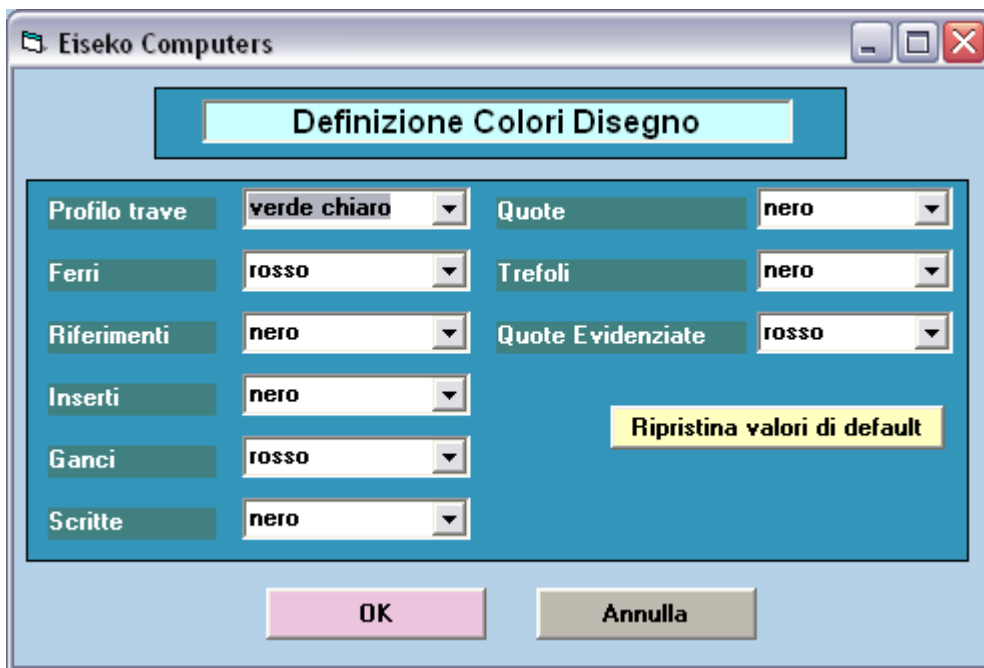 Eiseko Computers
Definizione Colori Disegno
Profilo trave verde chiaro Quote nero
Ferri rosso Trefoli nero
Riferimenti nero Quote Evidenziate rosso
Inserti nero
Ripristina valori di default
Ganci rosso
Scritte nero
OK Annulla